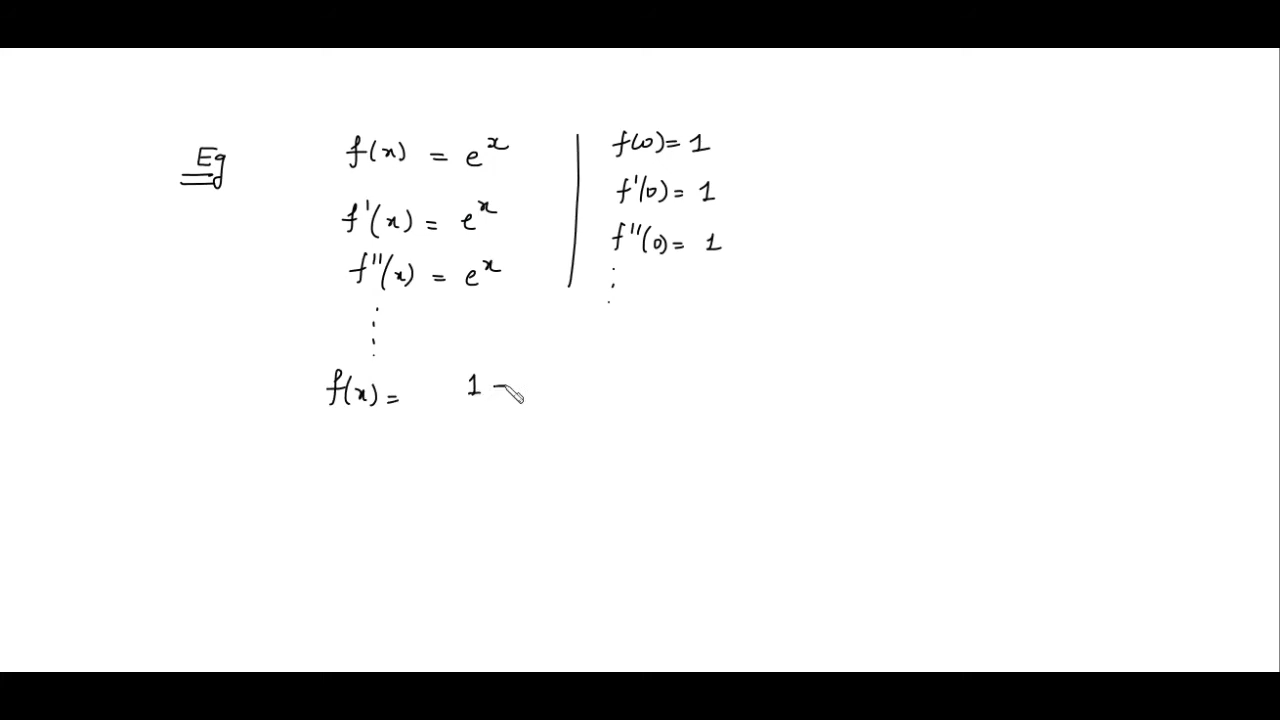 Eg
f(x) = e^x
f'(x) = e^x
f''(x) = e^x
⋮
f(0) = 1
f'(0) = 1
f''(0) = 1
⋮
f(x) = 1 -